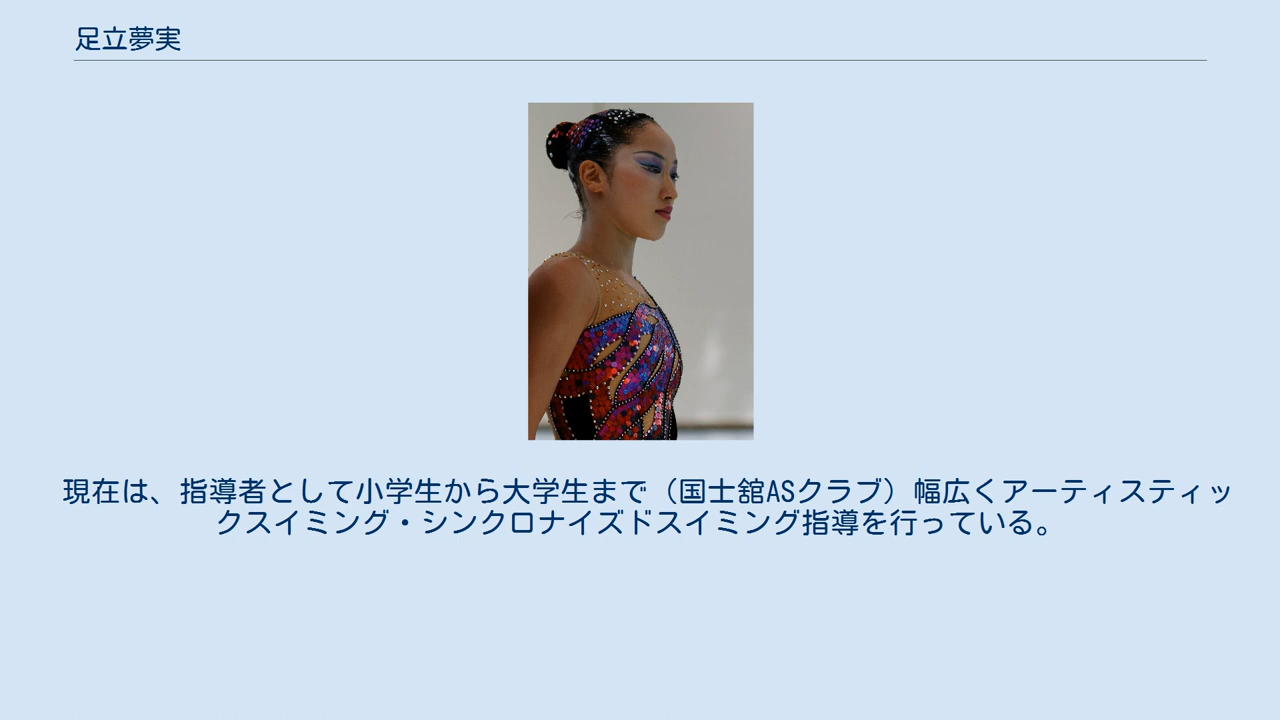 足立夢実
現在は、指導者として小学生から大学生まで（国士舘ASクラブ）幅広くアーティスティッ
クスイミング・シンクロナイズドスイミング指導を行っている。